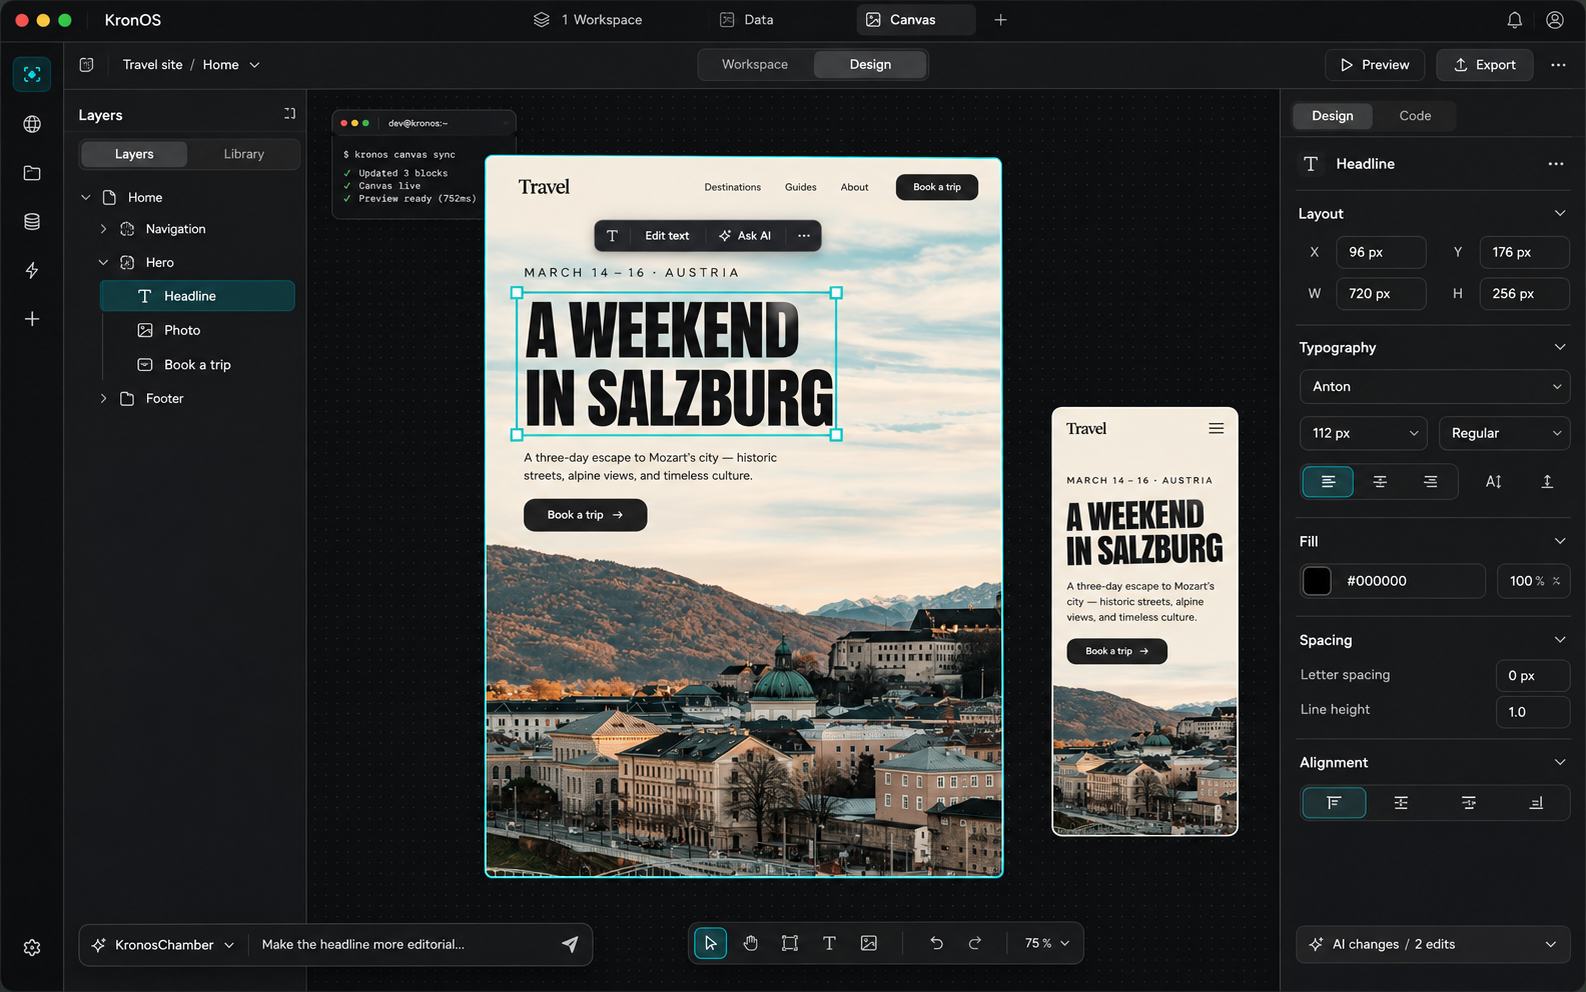 KronOS
1 Workspace
Data
Canvas
Travel site / Home
Workspace
Design
Preview
Export
Layers
Layers
Library
Home
Navigation
Hero
Headline
Photo
Book a trip
Footer
dev@kronos:~
$ kronos canvas sync
✓ Updated 3 blocks
✓ Canvas live
✓ Preview ready (752ms)
Travel
Destinations
Guides
About
Book a trip
Edit text
Ask AI
MARCH 14 – 16 · AUSTRIA
A WEEKEND
IN SALZBURG
A three-day escape to Mozart's city — historic
streets, alpine views, and timeless culture.
Book a trip →
Travel
MARCH 14 – 16 · AUSTRIA
A WEEKEND
IN SALZBURG
A three-day escape to Mozart's
city — historic streets, alpine
views, and timeless culture.
Book a trip →
Design
Code
Headline
Layout
X 96 px
Y 176 px
W 720 px
H 256 px
Typography
Anton
112 px
Regular
Fill
#000000
100 %
Spacing
Letter spacing
0 px
Line height
1.0
Alignment
KronosChamber
Make the headline more editorial...
75 %
AI changes / 2 edits